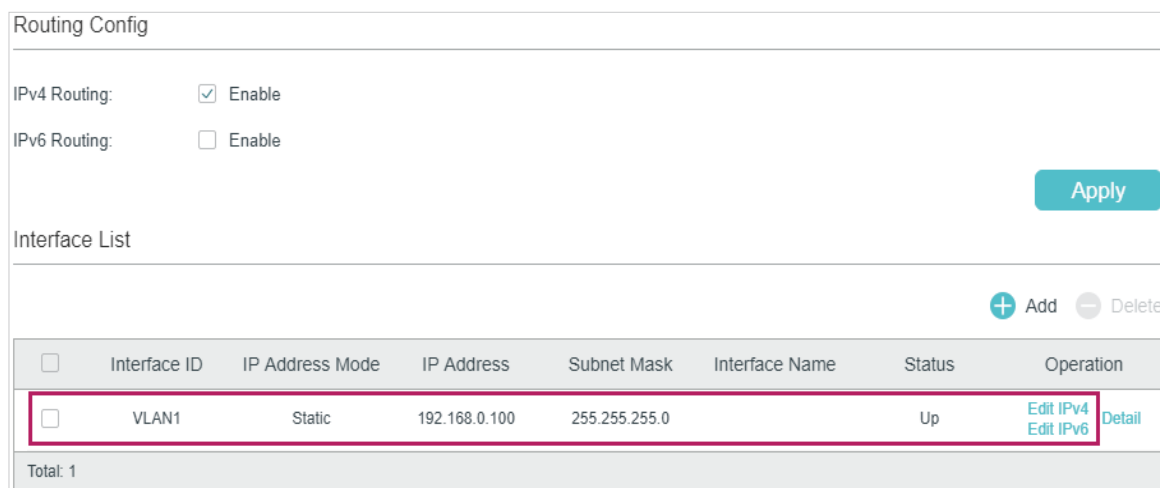 Routing Config
IPv4 Routing: Enable
IPv6 Routing: Enable
Apply
Interface List
Add Delete
Interface ID IP Address Mode IP Address Subnet Mask Interface Name Status Operation
VLAN1 Static 192.168.0.100 255.255.255.0 Up Edit IPv4 Edit IPv6 Detail
Total: 1